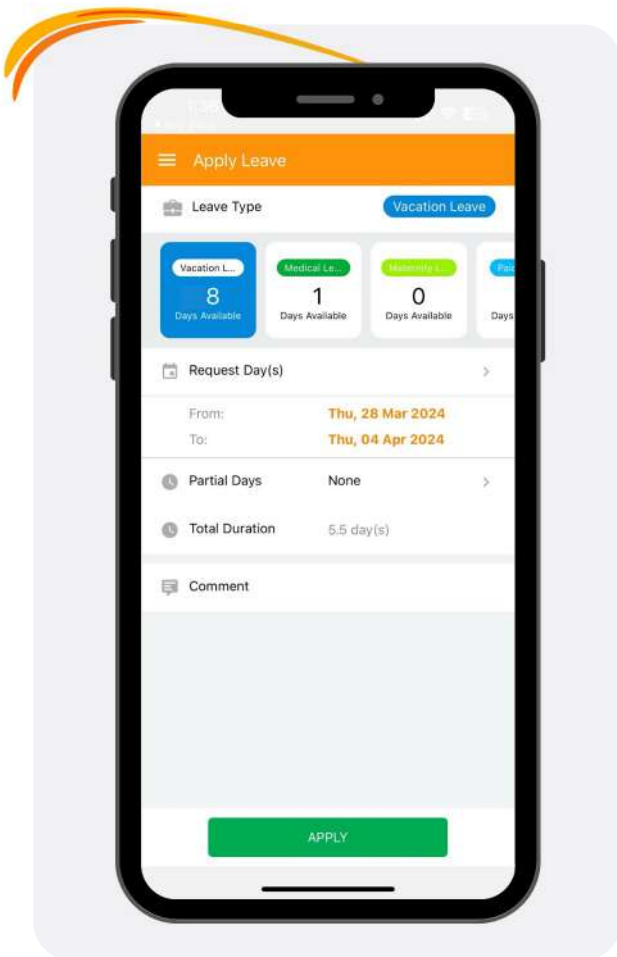 Apply Leave
Leave Type
Vacation Leave
Vacation L...
8
Days Available
Medical Le...
1
Days Available
Maternity L...
0
Days Available
Paid
Days
Request Day(s)
From:
Thu, 28 Mar 2024
To:
Thu, 04 Apr 2024
Partial Days
None
Total Duration
5.5 day(s)
Comment
APPLY